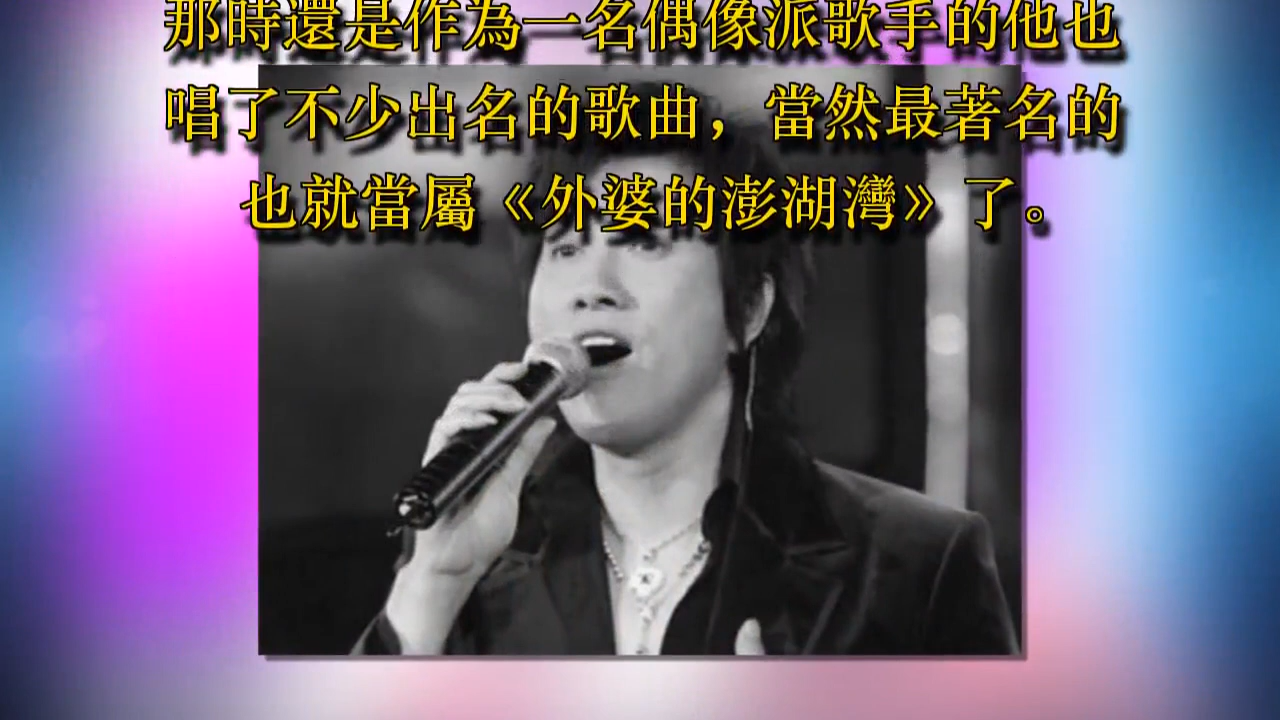 那時還是作為一名偶像派歌手的他也
唱了不少出名的歌曲，當然最著名的
也就當屬《外婆的澎湖灣》了。